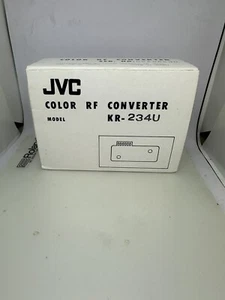 JVC
COLOR RF CONVERTER
MODEL KR-234U